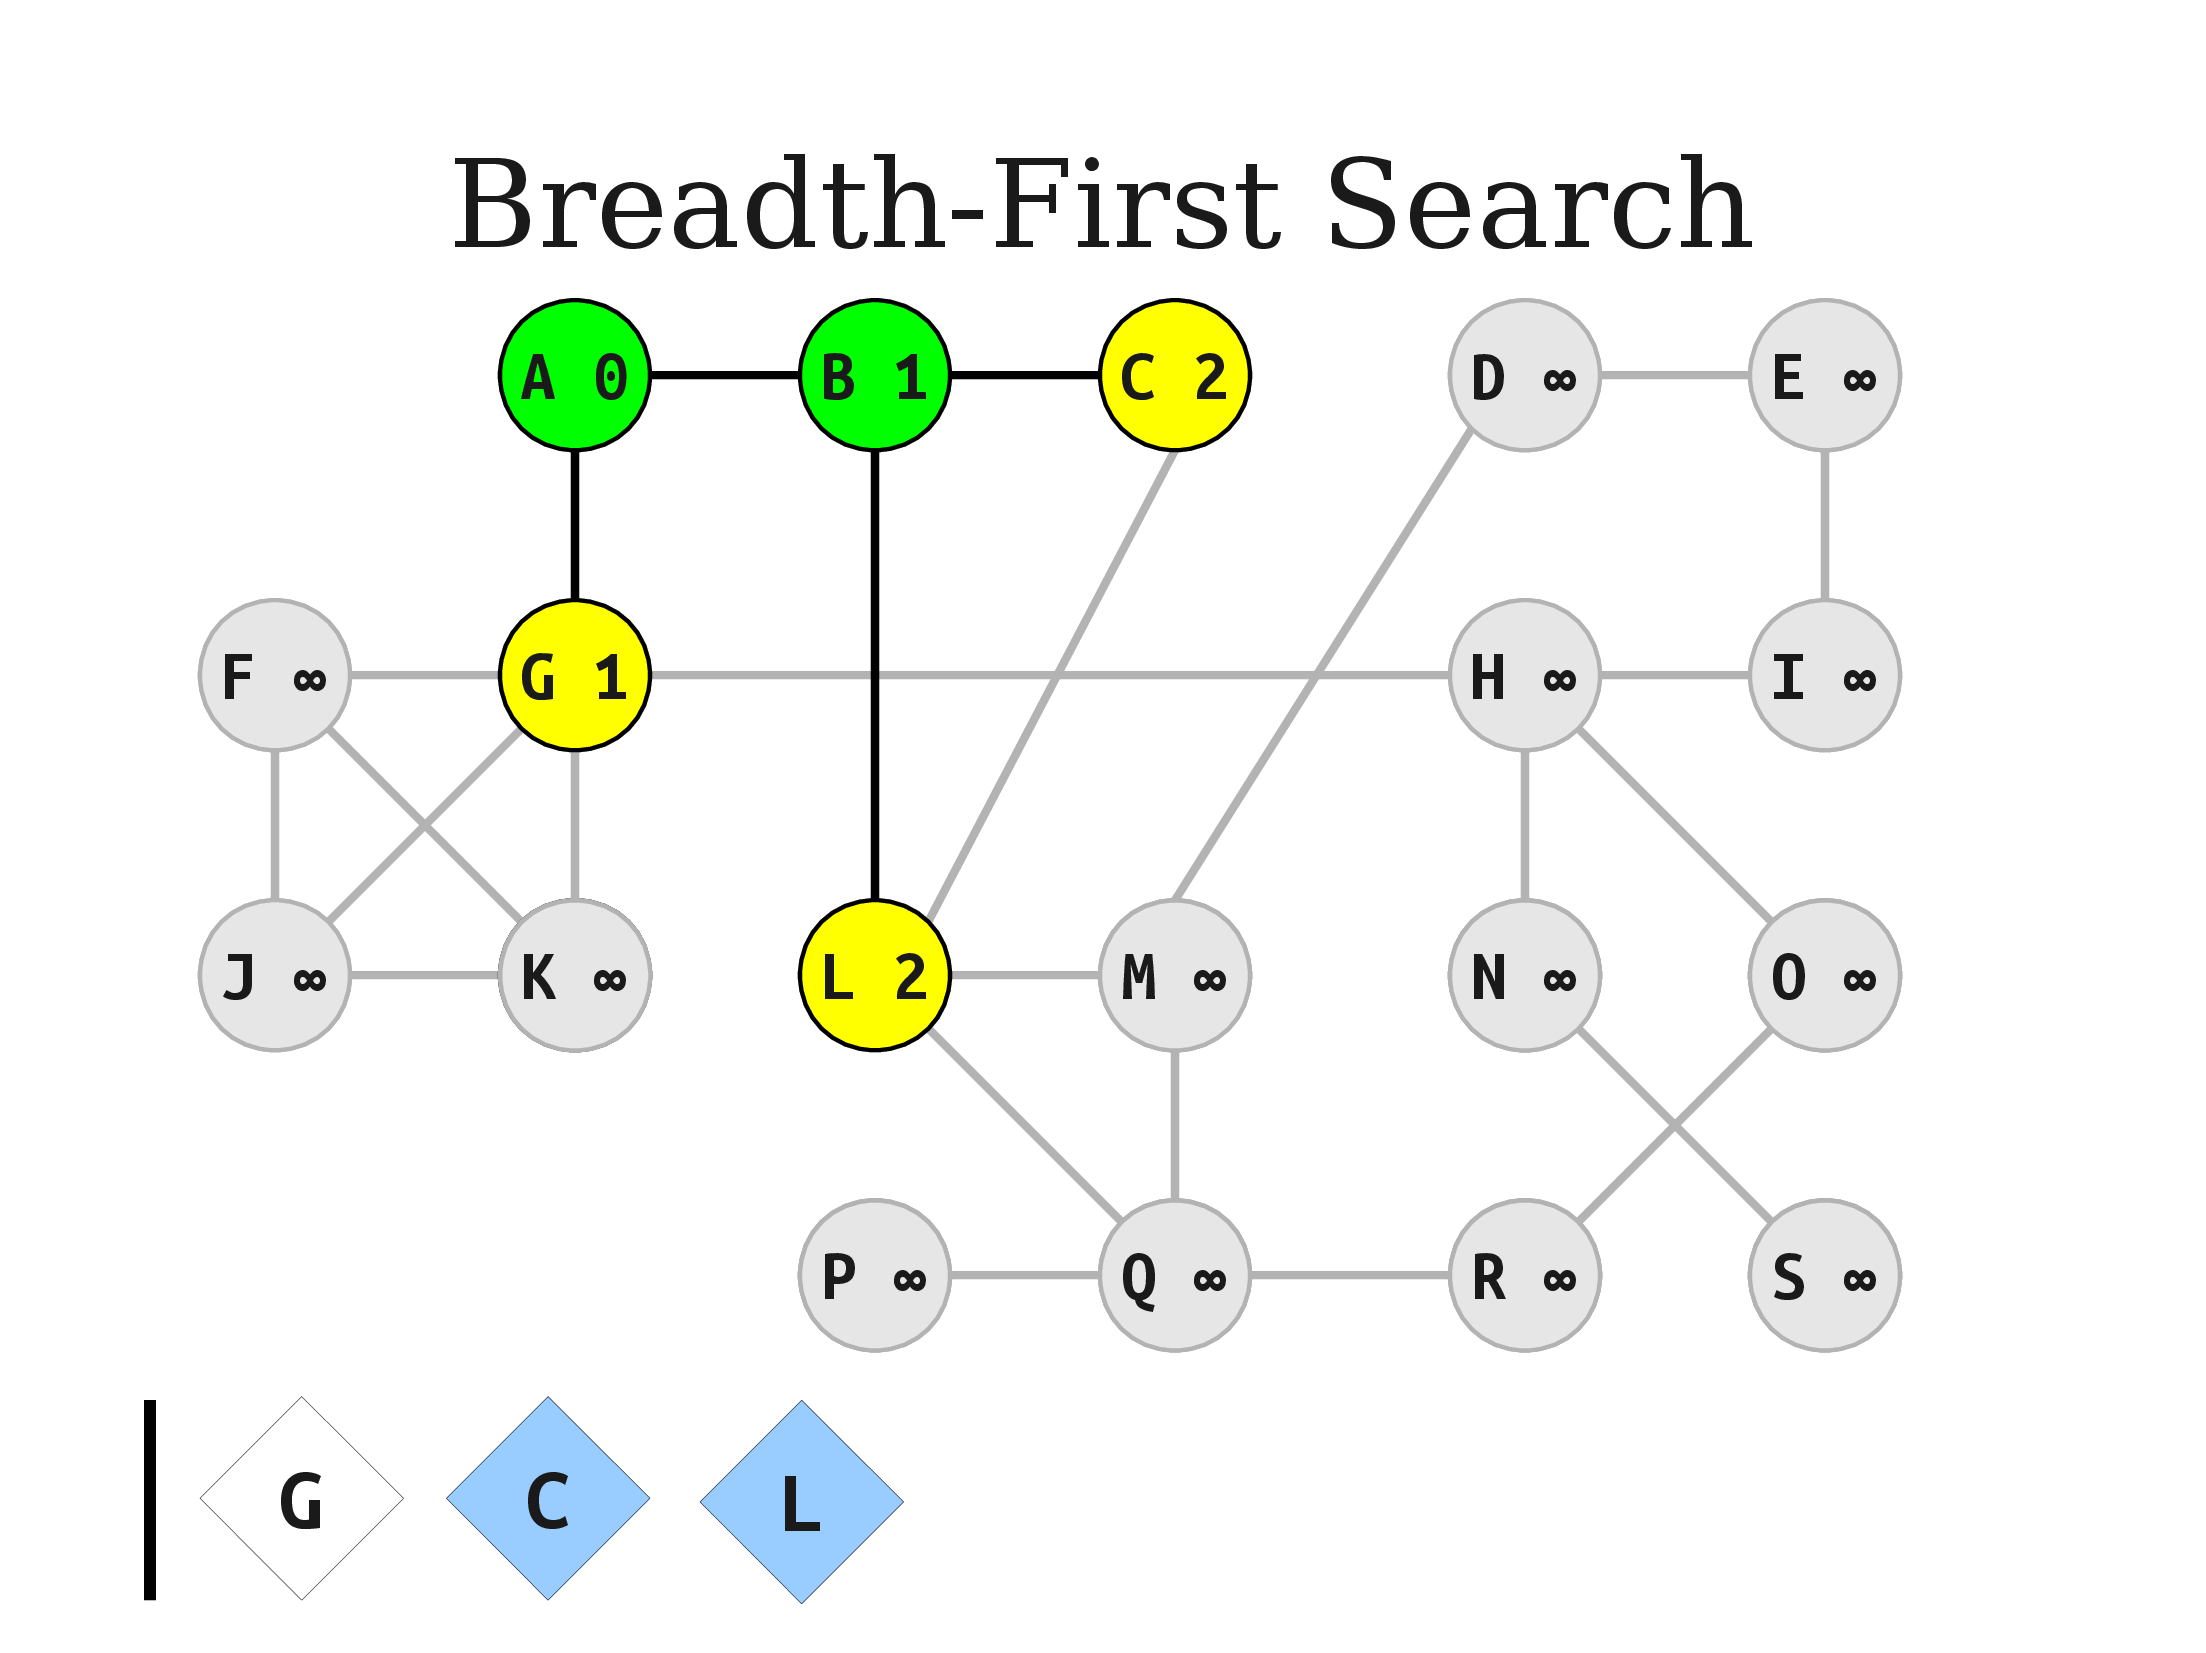 Breadth-First Search
A 0 B 1 C 2 D ∞ E ∞
F ∞ G 1 H ∞ I ∞
J ∞ K ∞ L 2 M ∞ N ∞ O ∞
P ∞ Q ∞ R ∞ S ∞
G C L